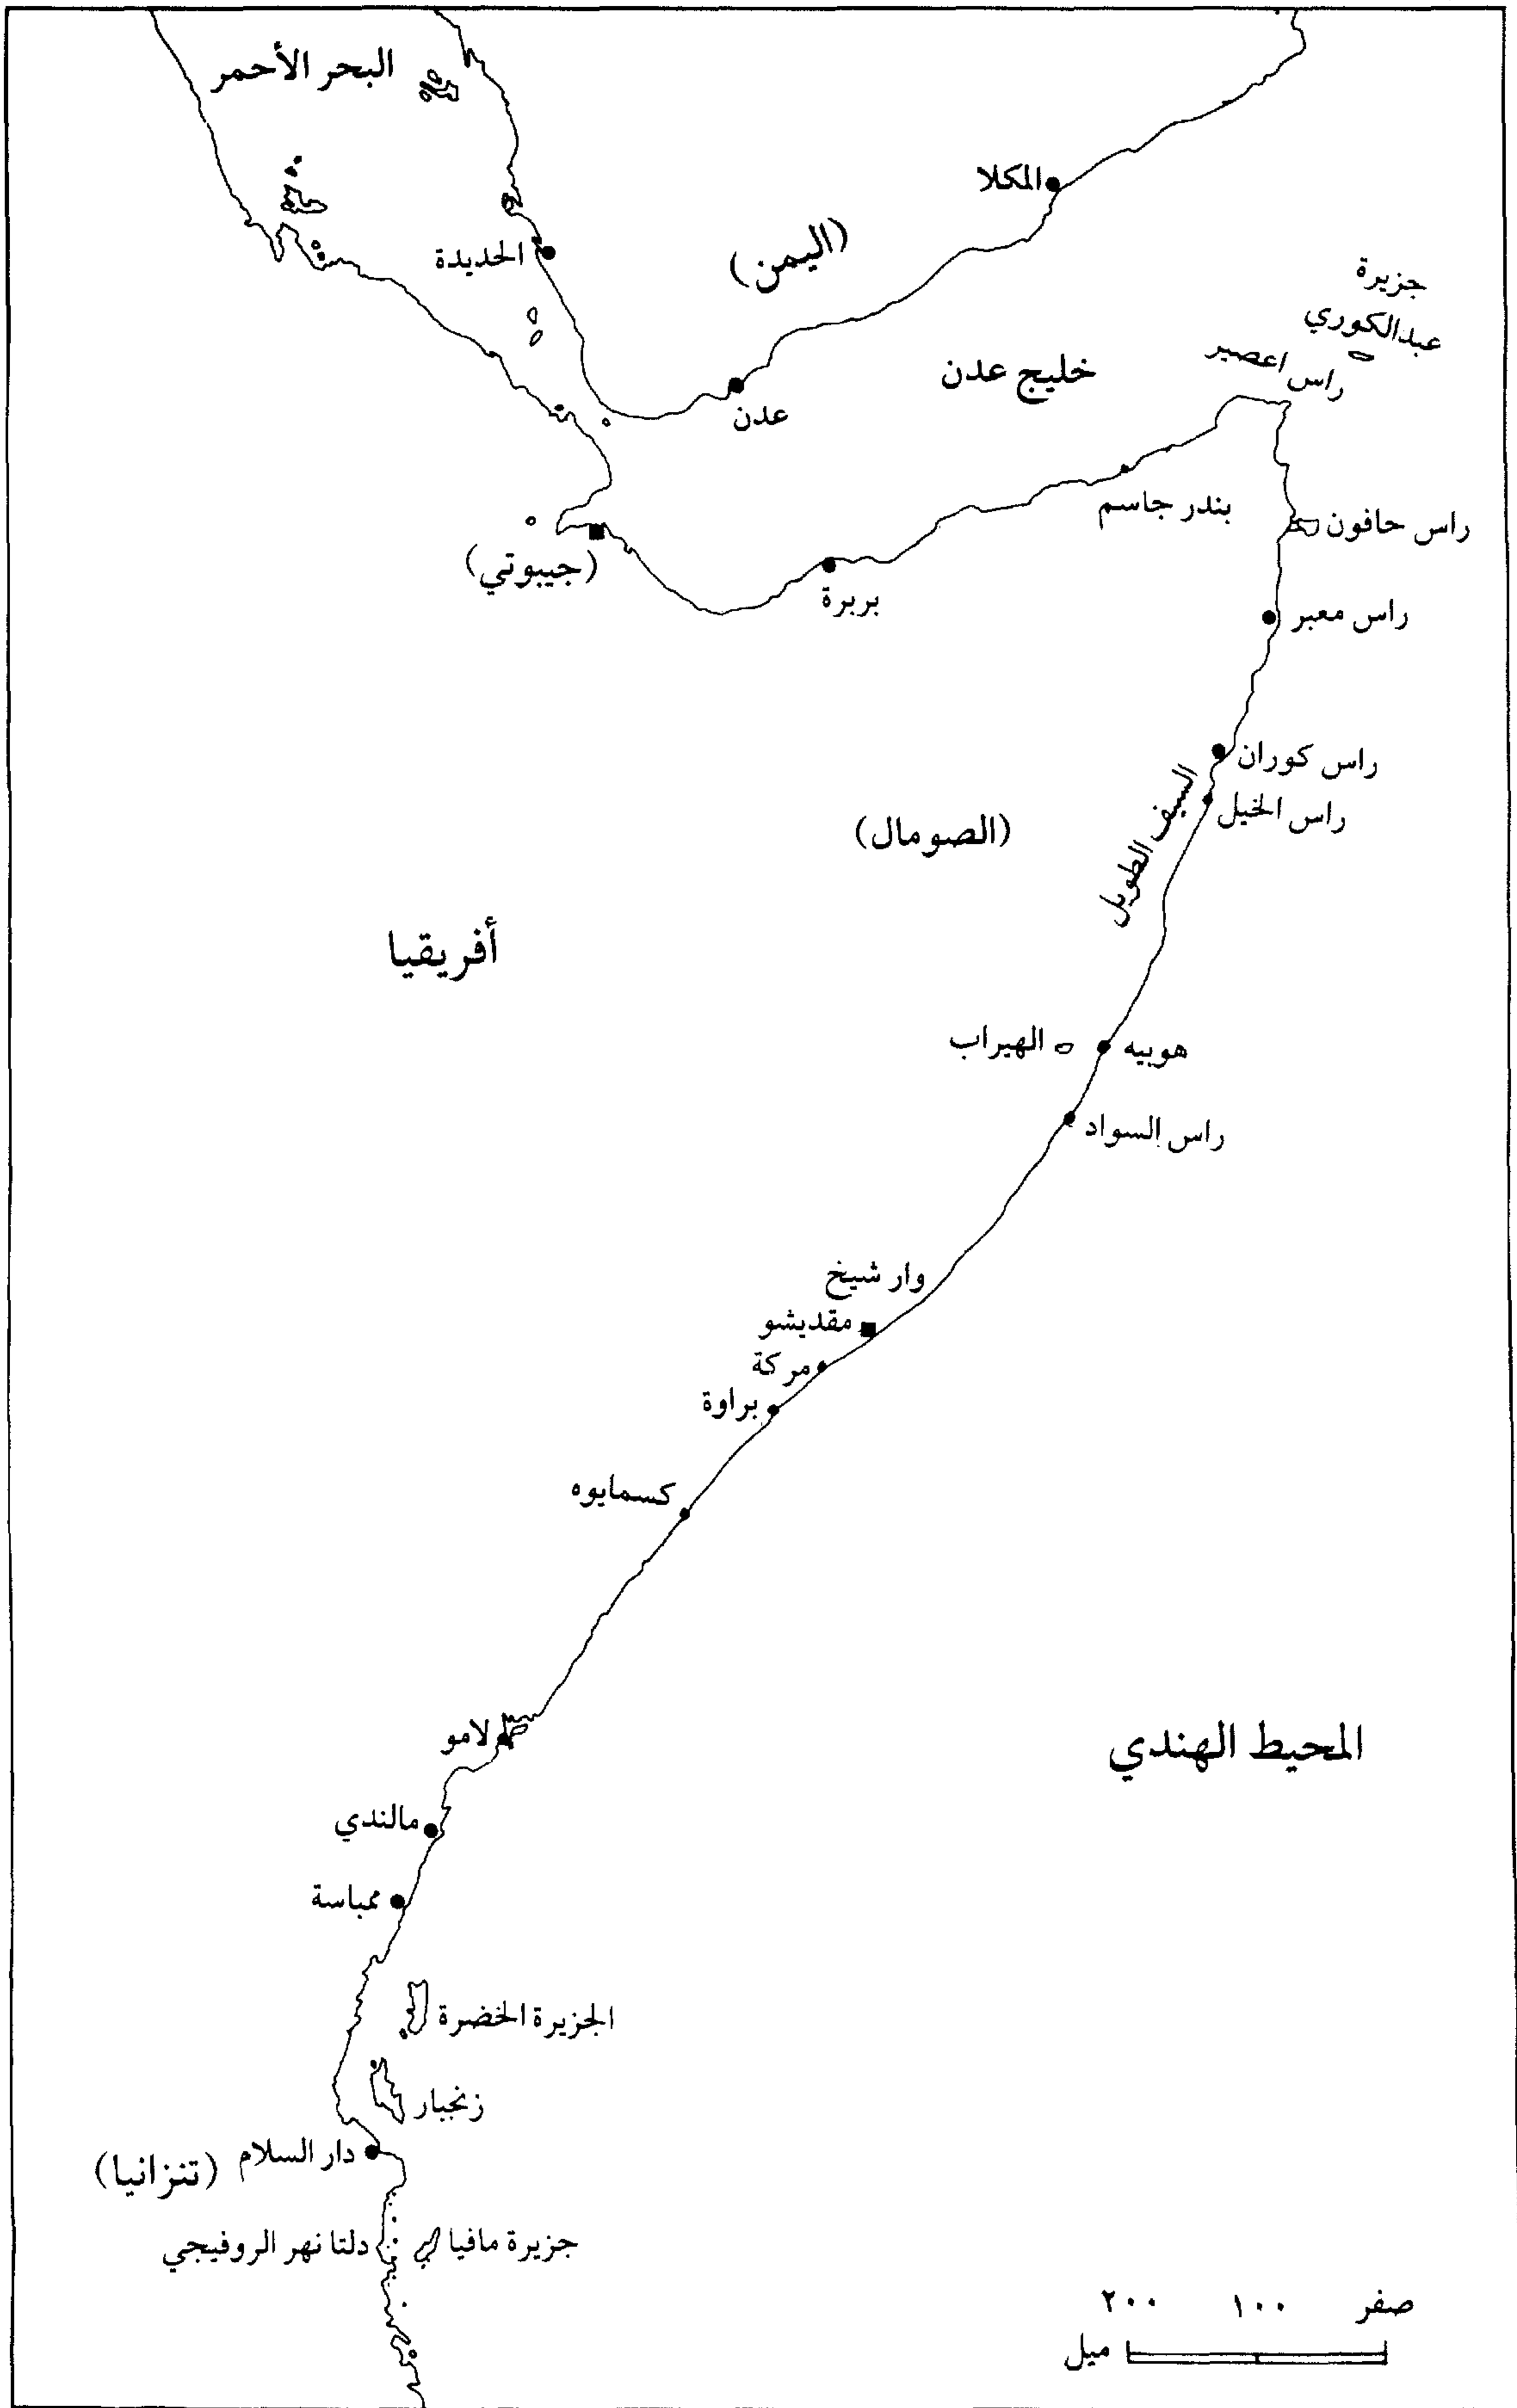 البحر الأحمر
المكلا
الحديدة
(اليمن)
جزيرة
عبدالكوري
راس اعصير
خليج عدن
عدن
بندر جاسم
راس حافون
(جيبوتي)
بربرة
راس معبر
راس كوران
راس الخيل
السيف الطويل
(الصومال)
أفريقيا
الهيراب
هوبيه
راس السواد
وار شيخ
مقديشو
مركة
براوة
كسمايوه
لامو
المحيط الهندي
مالندي
ممباسة
الجزيرة الخضرة
زنجبار
دار السلام
(تنزانيا)
جزيرة مافيا
دلتا نهر الروفيجي
صفر ١٠٠ ٢٠٠
ميل